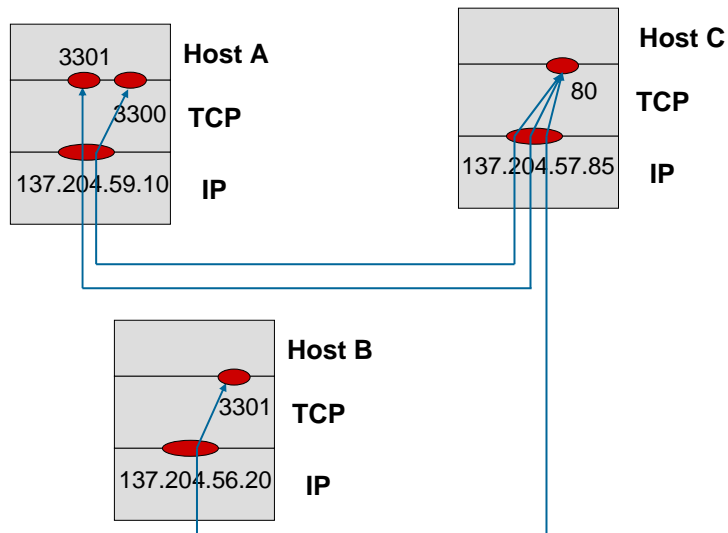 3301
Host A
3300
TCP
137.204.59.10
IP
Host C
80
TCP
137.204.57.85
IP
Host B
3301
TCP
137.204.56.20
IP